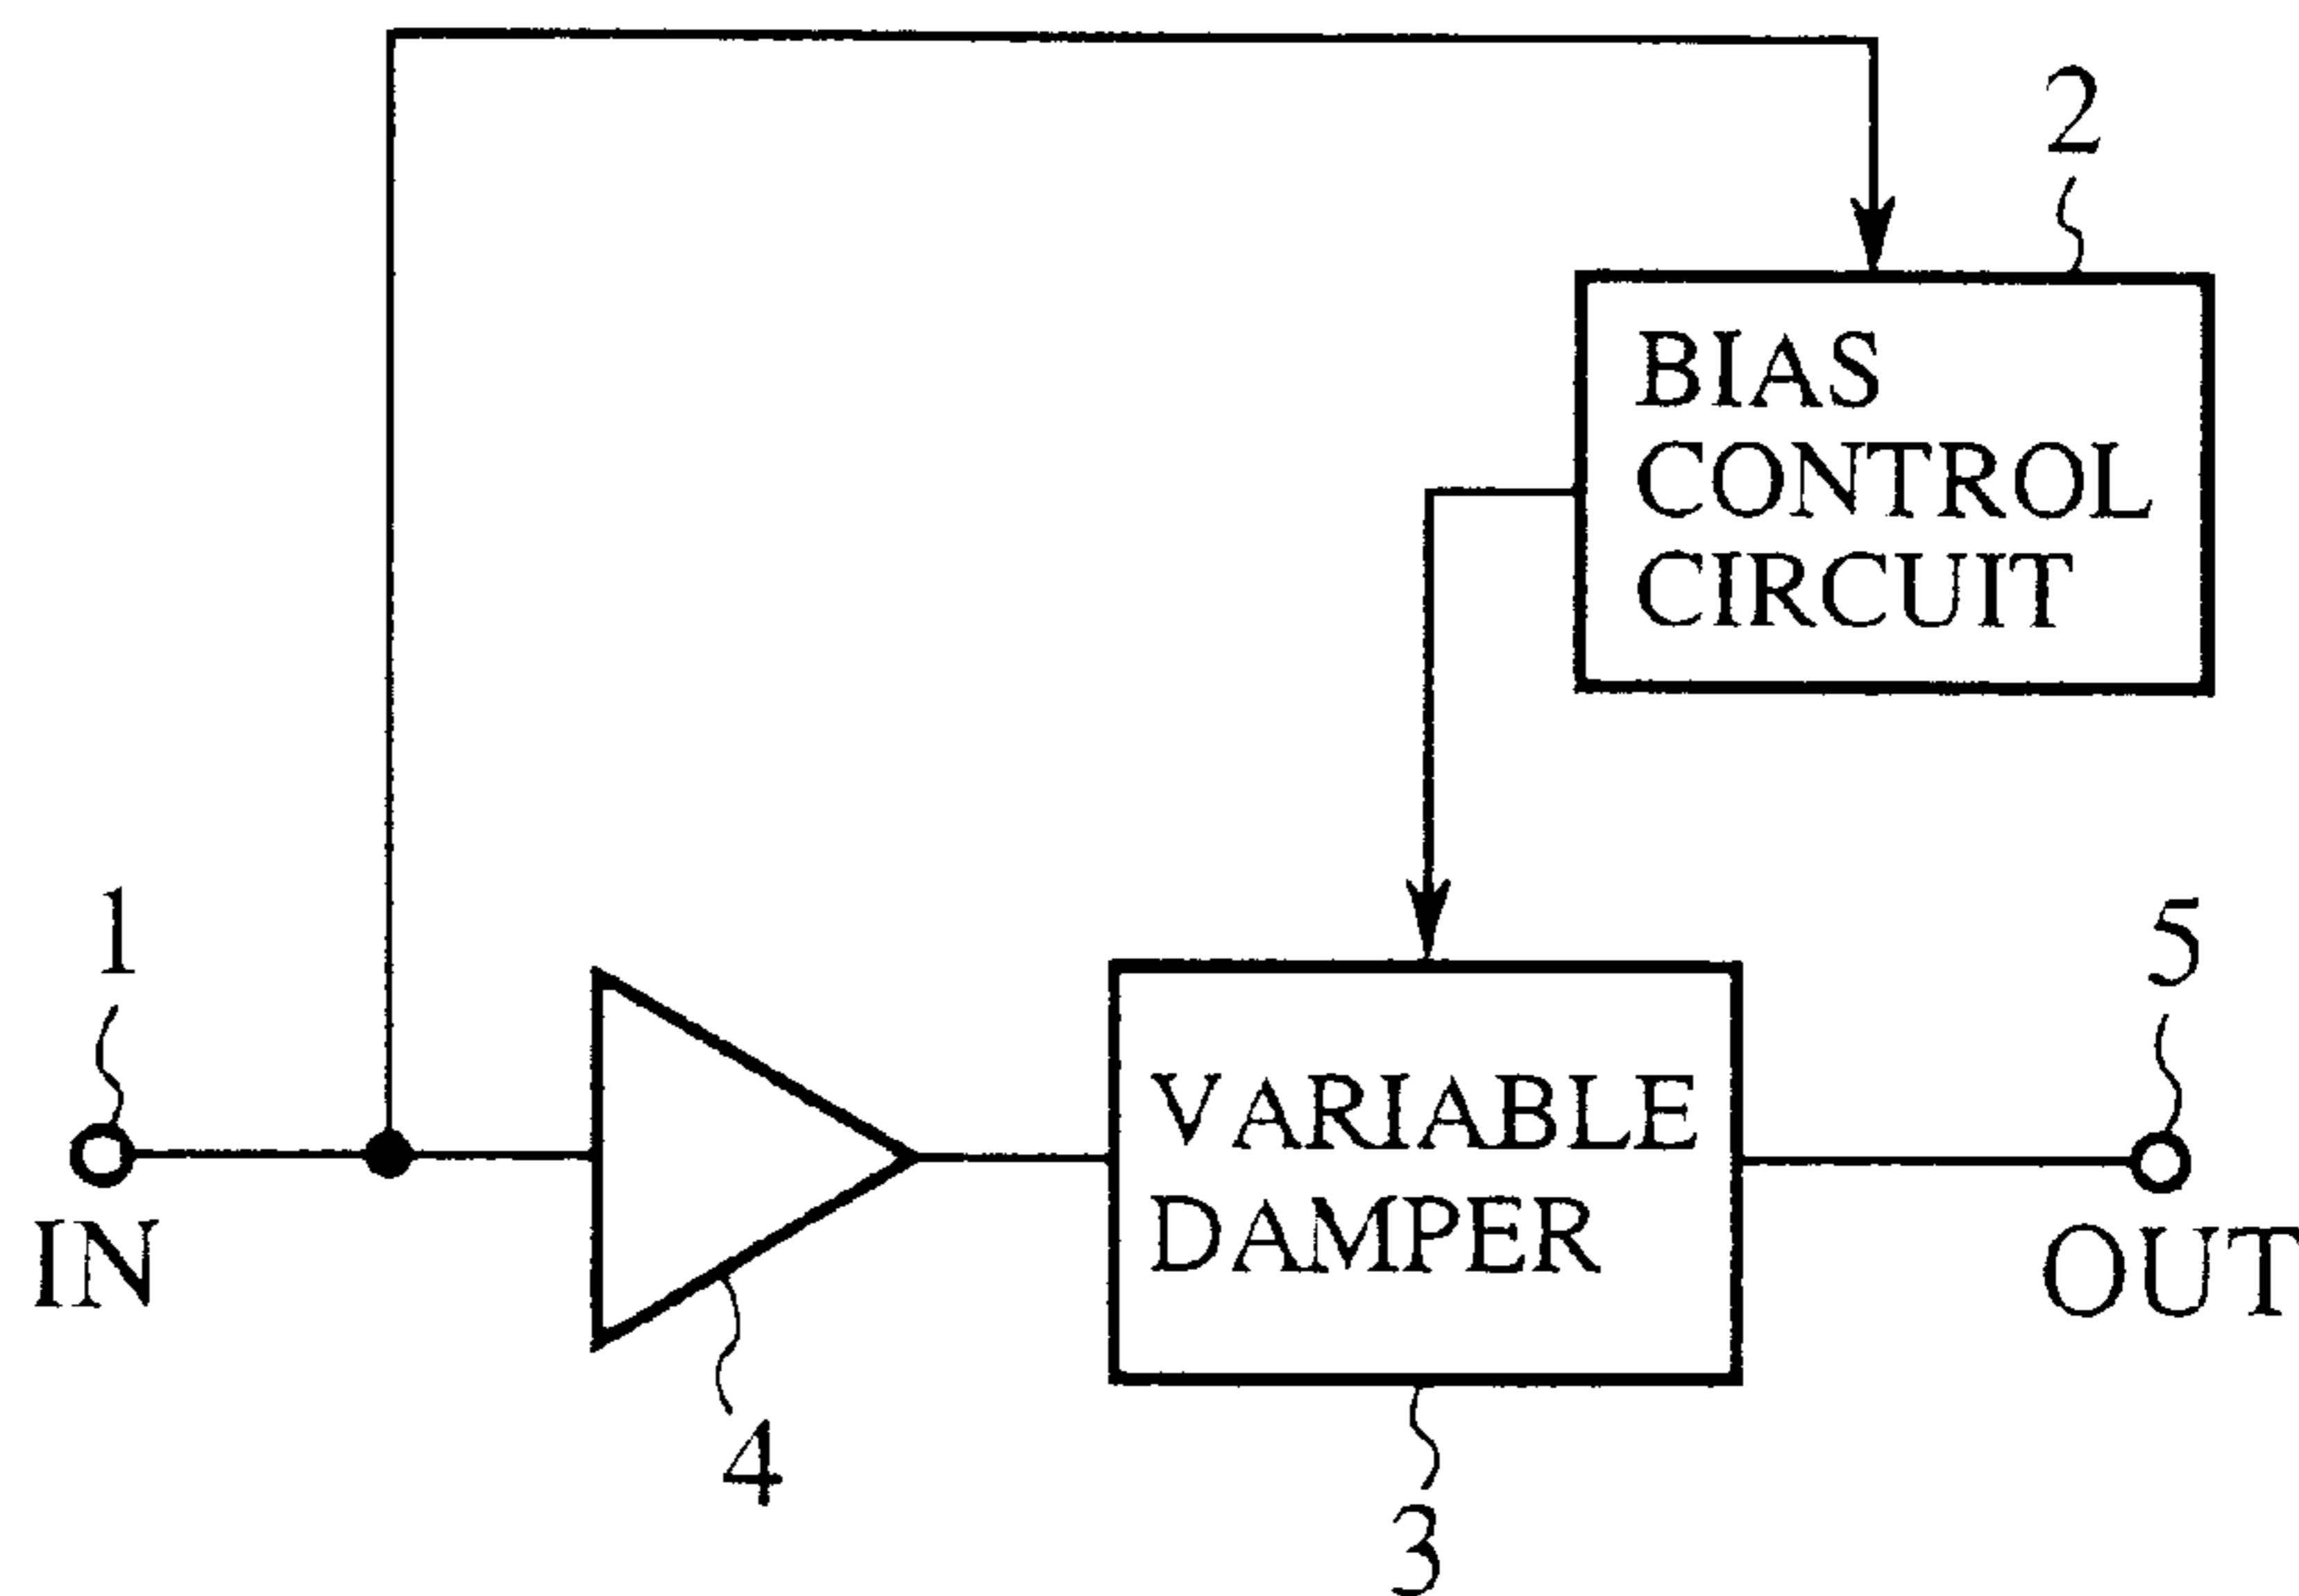 2
BIAS
CONTROL
CIRCUIT
1
5
VARIABLE
DAMPER
IN
OUT
4
3